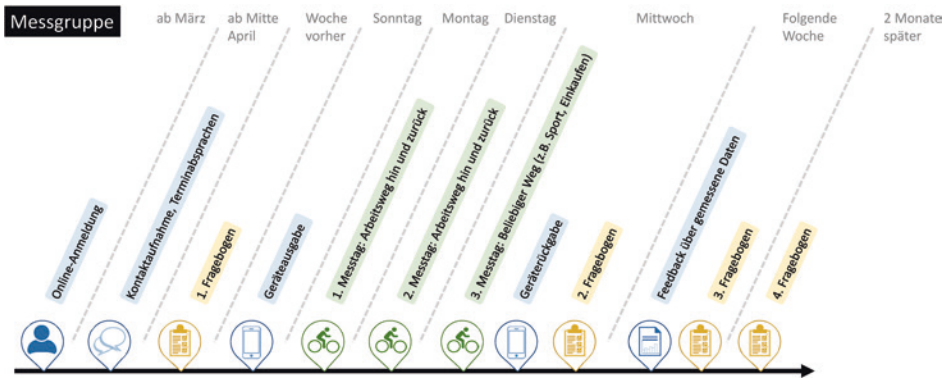 Messgruppe
ab März
ab Mitte
April
Woche
vorher
Sonntag
Montag
Dienstag
Mittwoch
Folgende
Woche
2 Monate
später
Online-Anmeldung
Kontaktaufnahme, Terminabsprachen
1. Fragebogen
Geräteausgabe
1. Messtag: Arbeitsweg hin und zurück
2. Messtag: Arbeitsweg hin und zurück
3. Messtag: Beliebiger Weg (z.B. Sport, Einkaufen)
Geräterückgabe
2. Fragebogen
Feedback über gemessene Daten
3. Fragebogen
4. Fragebogen